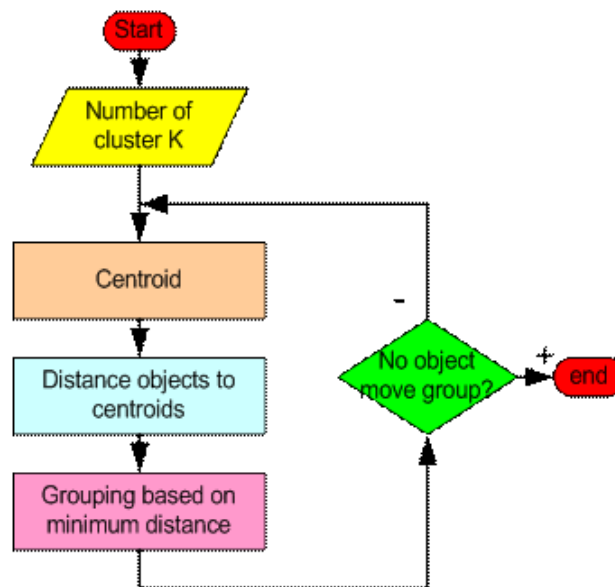 Start
Number of
cluster K
Centroid
Distance objects to
centroids
Grouping based on
minimum distance
-
No object
move group?
+
end